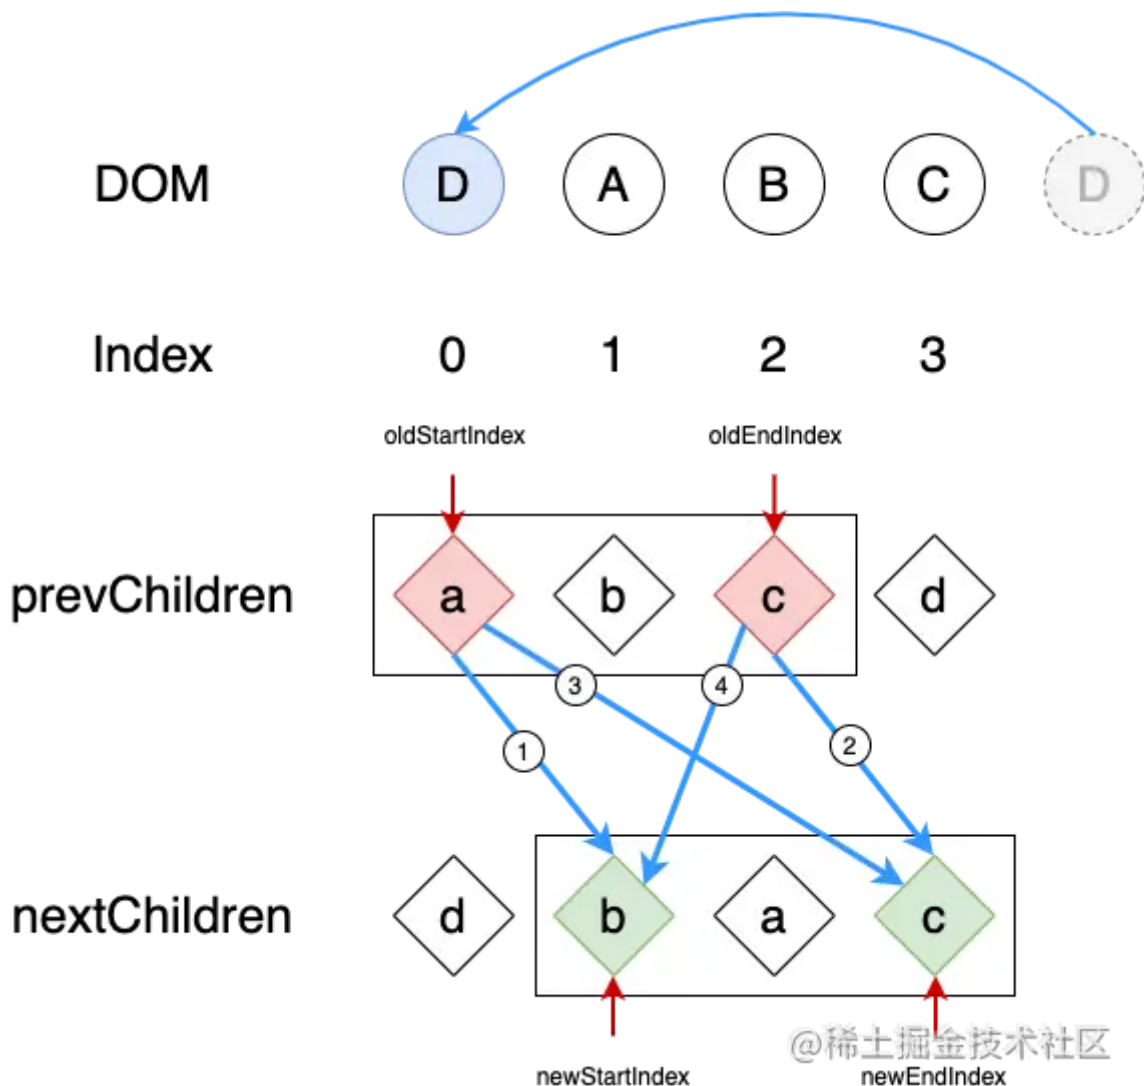 DOM D A B C D
Index 0 1 2 3
oldStartIndex oldEndIndex
prevChildren a b c d
3 4
1 2
nextChildren d b a c
@稀土掘金技术社区
newStartIndex newEndIndex